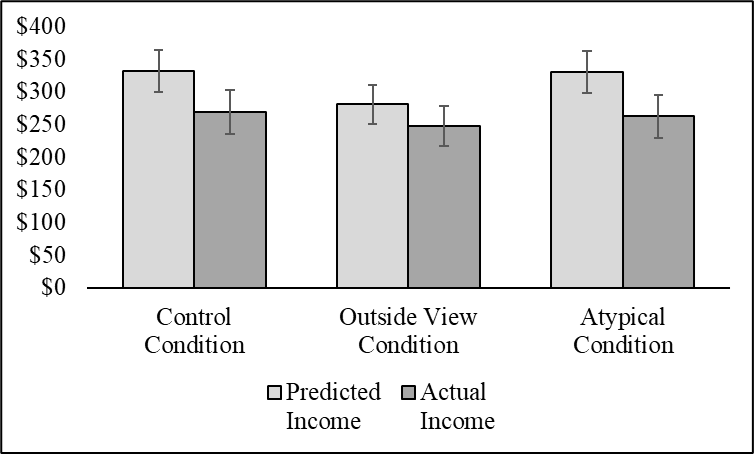 $400
$350
$300
$250
$200
$150
$100
$50
$0
Control
Condition
Outside View
Condition
Atypical
Condition
Predicted
Income
Actual
Income